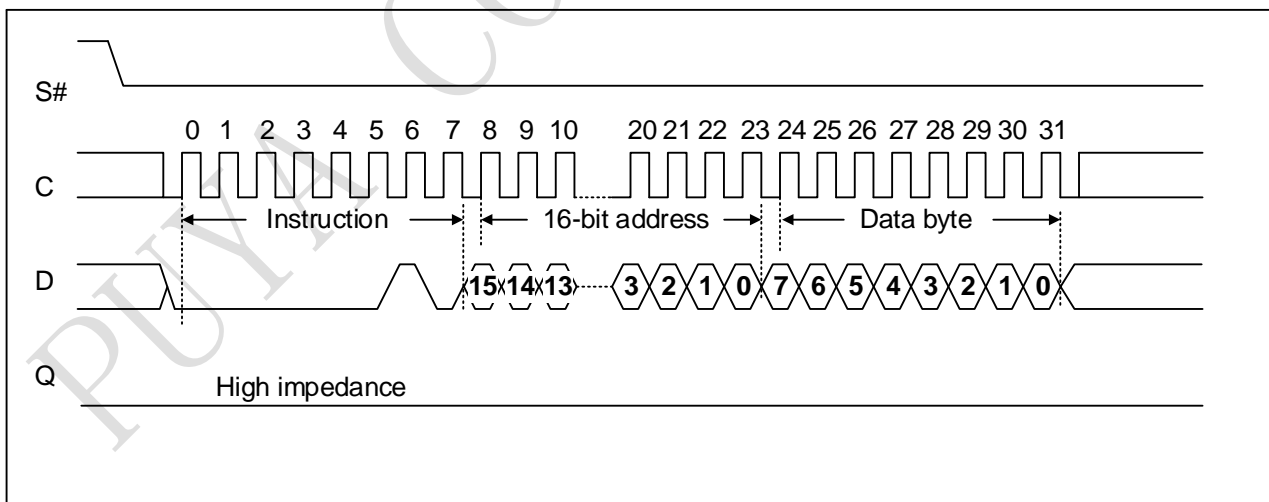 S#
0 1 2 3 4 5 6 7 8 9 10 20 21 22 23 24 25 26 27 28 29 30 31
C
Instruction 16-bit address Data byte
D
15 14 13 3 2 1 0 7 6 5 4 3 2 1 0
Q
High impedance
PUYA CO